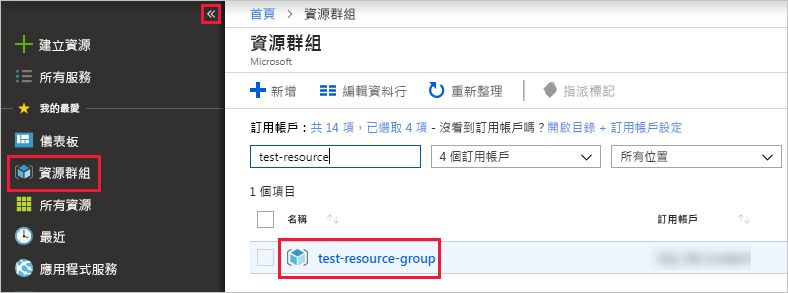 «
建立資源
所有服務
我的最愛
儀表板
資源群組
所有資源
最近
應用程式服務
首頁 > 資源群組
資源群組
Microsoft
新增 編輯資料行 重新整理 指派標記
訂用帳戶：共 14 項，已選取 4 項 - 沒看到訂用帳戶嗎？開啟目錄 + 訂用帳戶設定
test-resource 4 個訂用帳戶 所有位置
1 個項目
名稱 訂用帳戶
test-resource-group